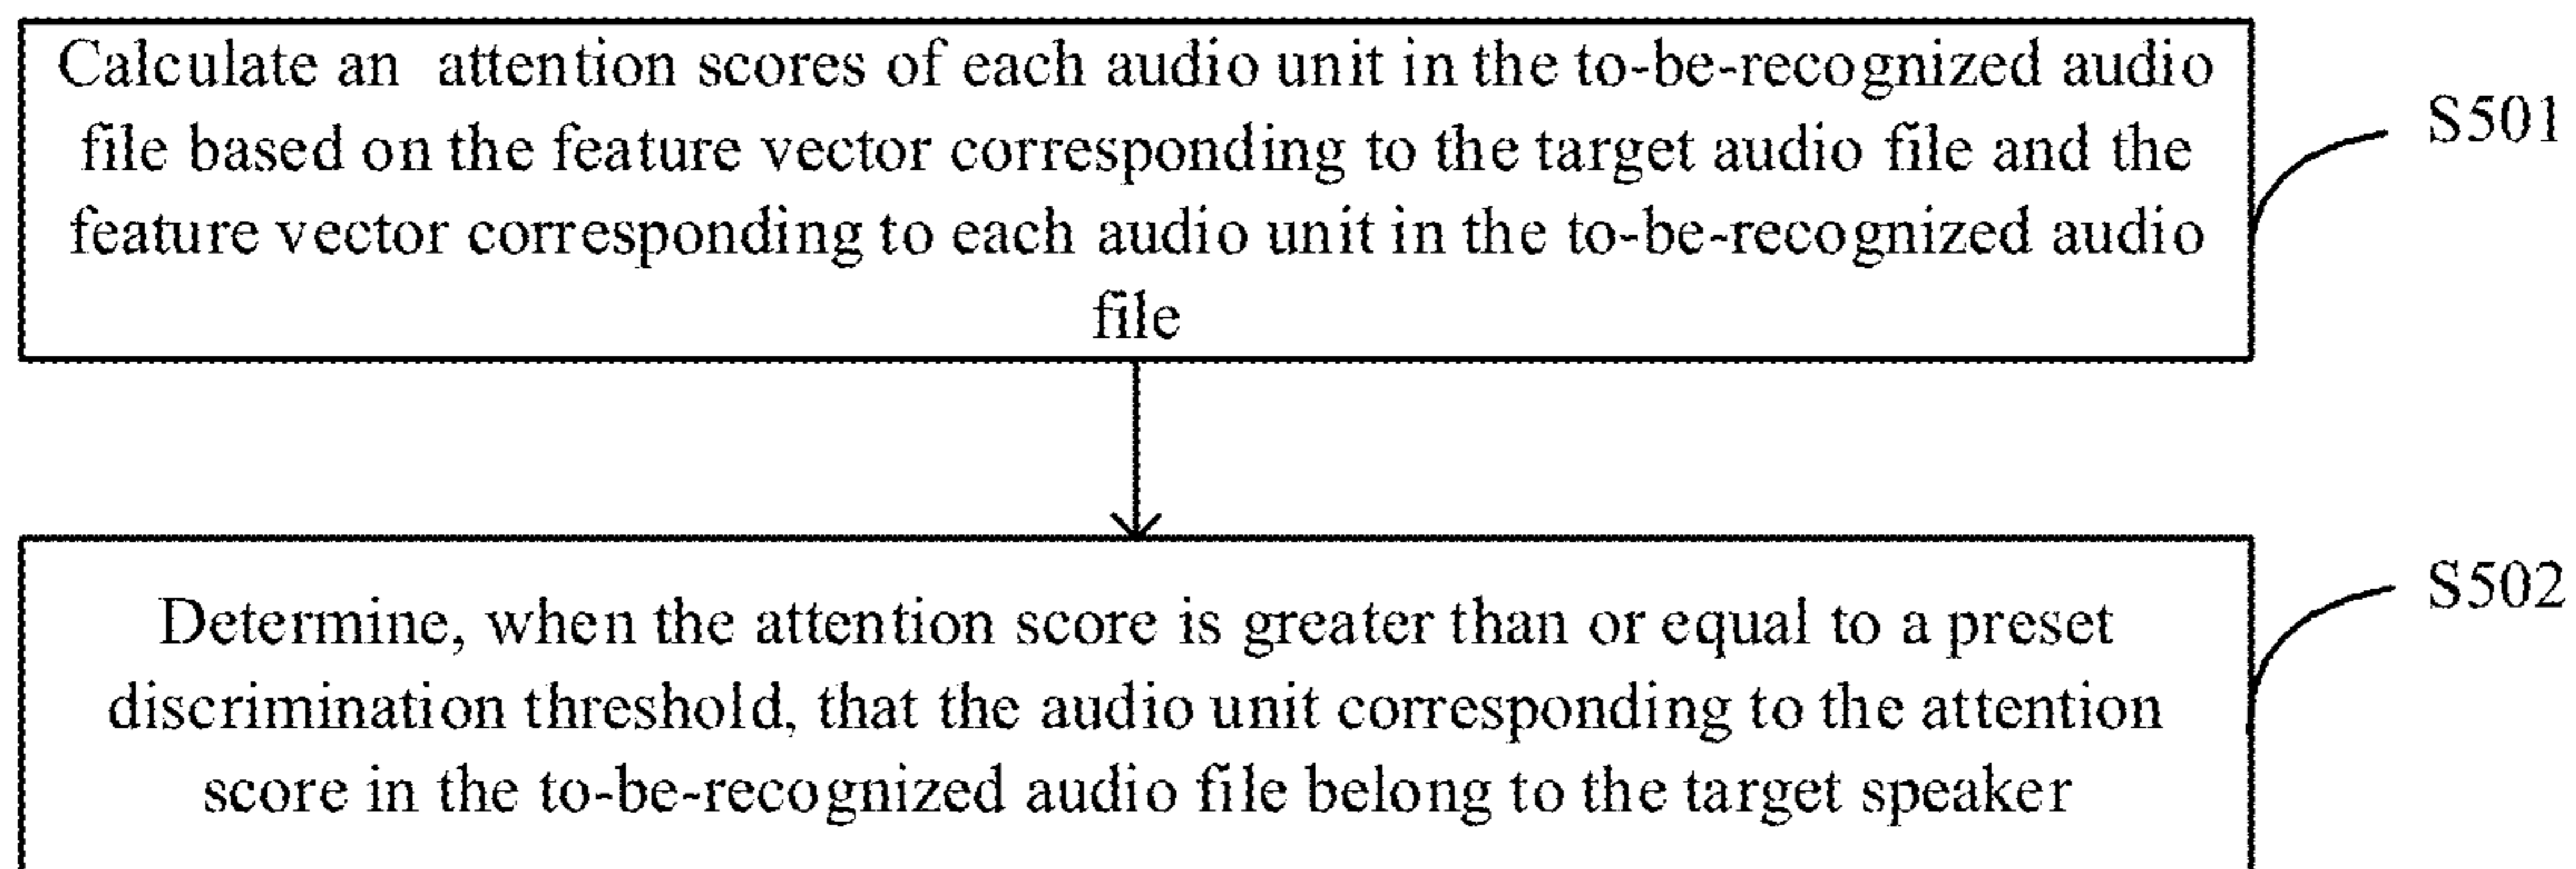 Calculate an attention scores of each audio unit in the to-be-recognized audio
file based on the feature vector corresponding to the target audio file and the
feature vector corresponding to each audio unit in the to-be-recognized audio
file
S501
Determine, when the attention score is greater than or equal to a preset
discrimination threshold, that the audio unit corresponding to the attention
score in the to-be-recognized audio file belong to the target speaker
S502